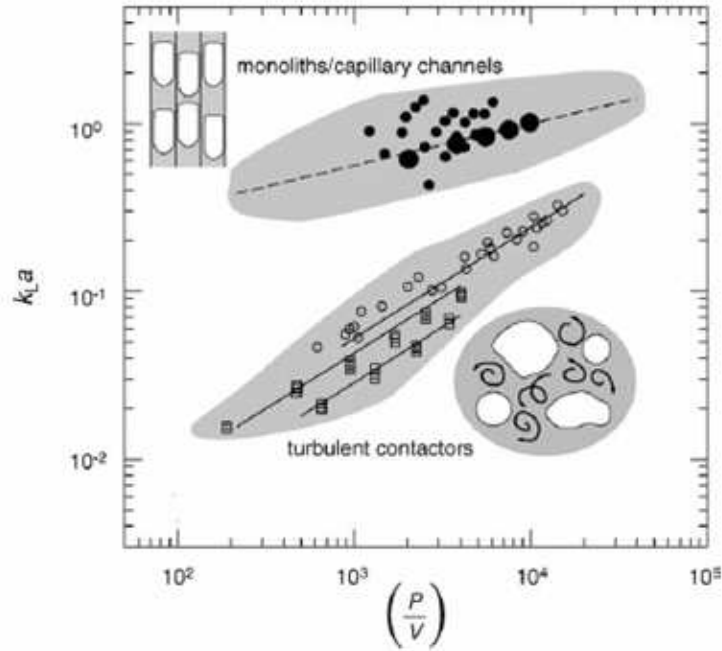 monoliths/capillary channels
10⁰
k_L a
10⁻¹
turbulent contactors
10⁻²
10² 10³ 10⁴ 10⁵
(P/V)